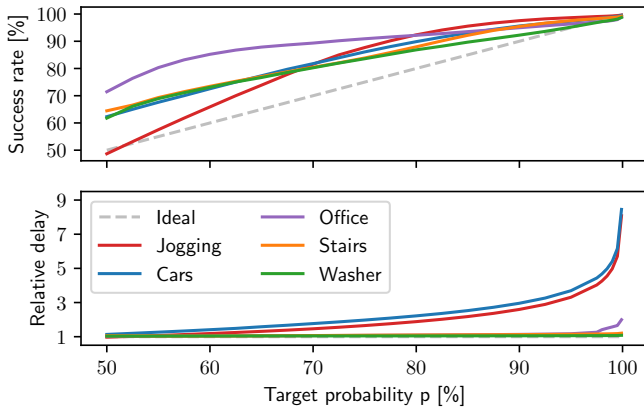 Success rate [%]
100
90
80
70
60
50
Relative delay
9
7
5
3
1
Ideal
Jogging
Cars
Office
Stairs
Washer
50 60 70 80 90 100
Target probability p [%]